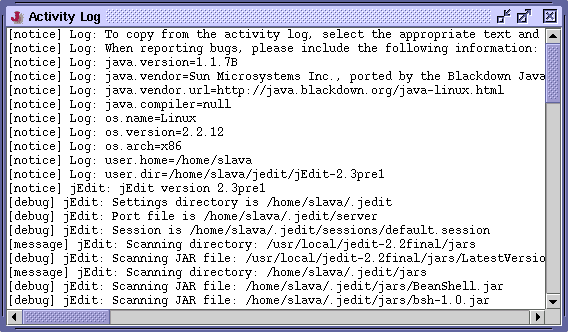 Activity Log
[notice] Log: To copy from the activity log, select the appropriate text and
[notice] Log: When reporting bugs, please include the following information:
[notice] Log: java.version=1.1.7B
[notice] Log: java.vendor=Sun Microsystems Inc., ported by the Blackdown Java
[notice] Log: java.vendor.url=http://java.blackdown.org/java-linux.html
[notice] Log: java.compiler=null
[notice] Log: os.name=Linux
[notice] Log: os.version=2.2.12
[notice] Log: os.arch=x86
[notice] Log: user.home=/home/slava
[notice] Log: user.dir=/home/slava/jedit/jEdit-2.3pre1
[notice] jEdit: jEdit version 2.3pre1
[debug] jEdit: Settings directory is /home/slava/.jedit
[debug] jEdit: Port file is /home/slava/.jedit/server
[debug] jEdit: Session is /home/slava/.jedit/sessions/default.session
[message] jEdit: Scanning directory: /usr/local/jedit-2.2final/jars
[debug] jEdit: Scanning JAR file: /usr/local/jedit-2.2final/jars/LatestVersio
[message] jEdit: Scanning directory: /home/slava/.jedit/jars
[debug] jEdit: Scanning JAR file: /home/slava/.jedit/jars/BeanShell.jar
[debug] jEdit: Scanning JAR file: /home/slava/.jedit/jars/bsh-1.0.jar